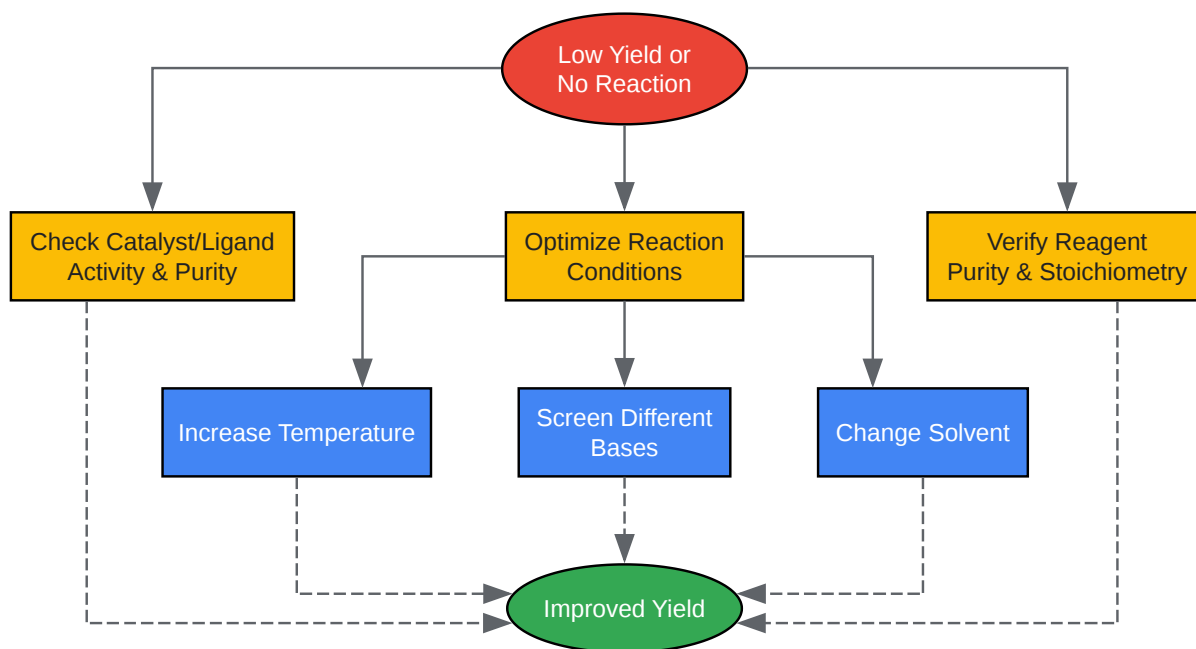 Low Yield or
No Reaction
Check Catalyst/Ligand
Activity & Purity
Optimize Reaction
Conditions
Verify Reagent
Purity & Stoichiometry
Increase Temperature
Screen Different
Bases
Change Solvent
Improved Yield